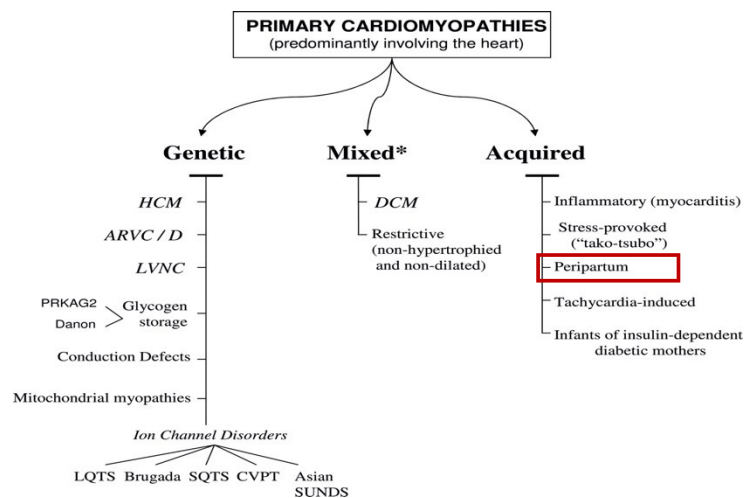 PRIMARY CARDIOMYOPATHIES
(predominantly involving the heart)
Genetic
Mixed*
Acquired
HCM
ARVC / D
LVNC
PRKAG2
Danon
Glycogen
storage
Conduction Defects
Mitochondrial myopathies
Ion Channel Disorders
LQTS
Brugada
SQTS
CVPT
Asian
SUNDS
DCM
Restrictive
(non-hypertrophied
and non-dilated)
Inflammatory (myocarditis)
Stress-provoked
("tako-tsubo")
Peripartum
Tachycardia-induced
Infants of insulin-dependent
diabetic mothers